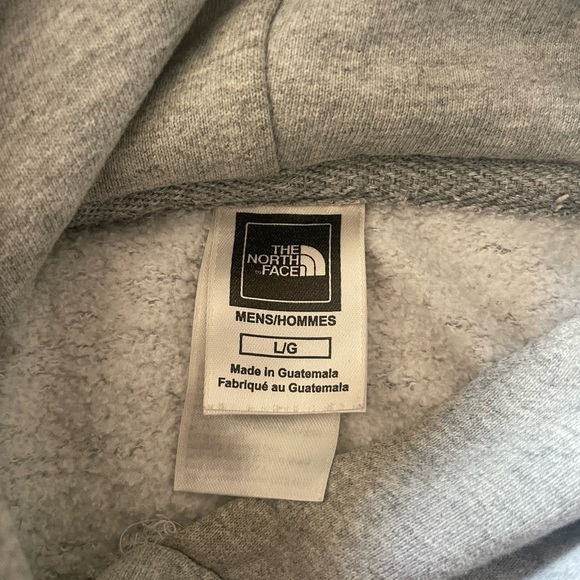 THE
NORTH
FACE
MENS/HOMMES
L/G
Made in Guatemala
Fabriqué au Guatemala